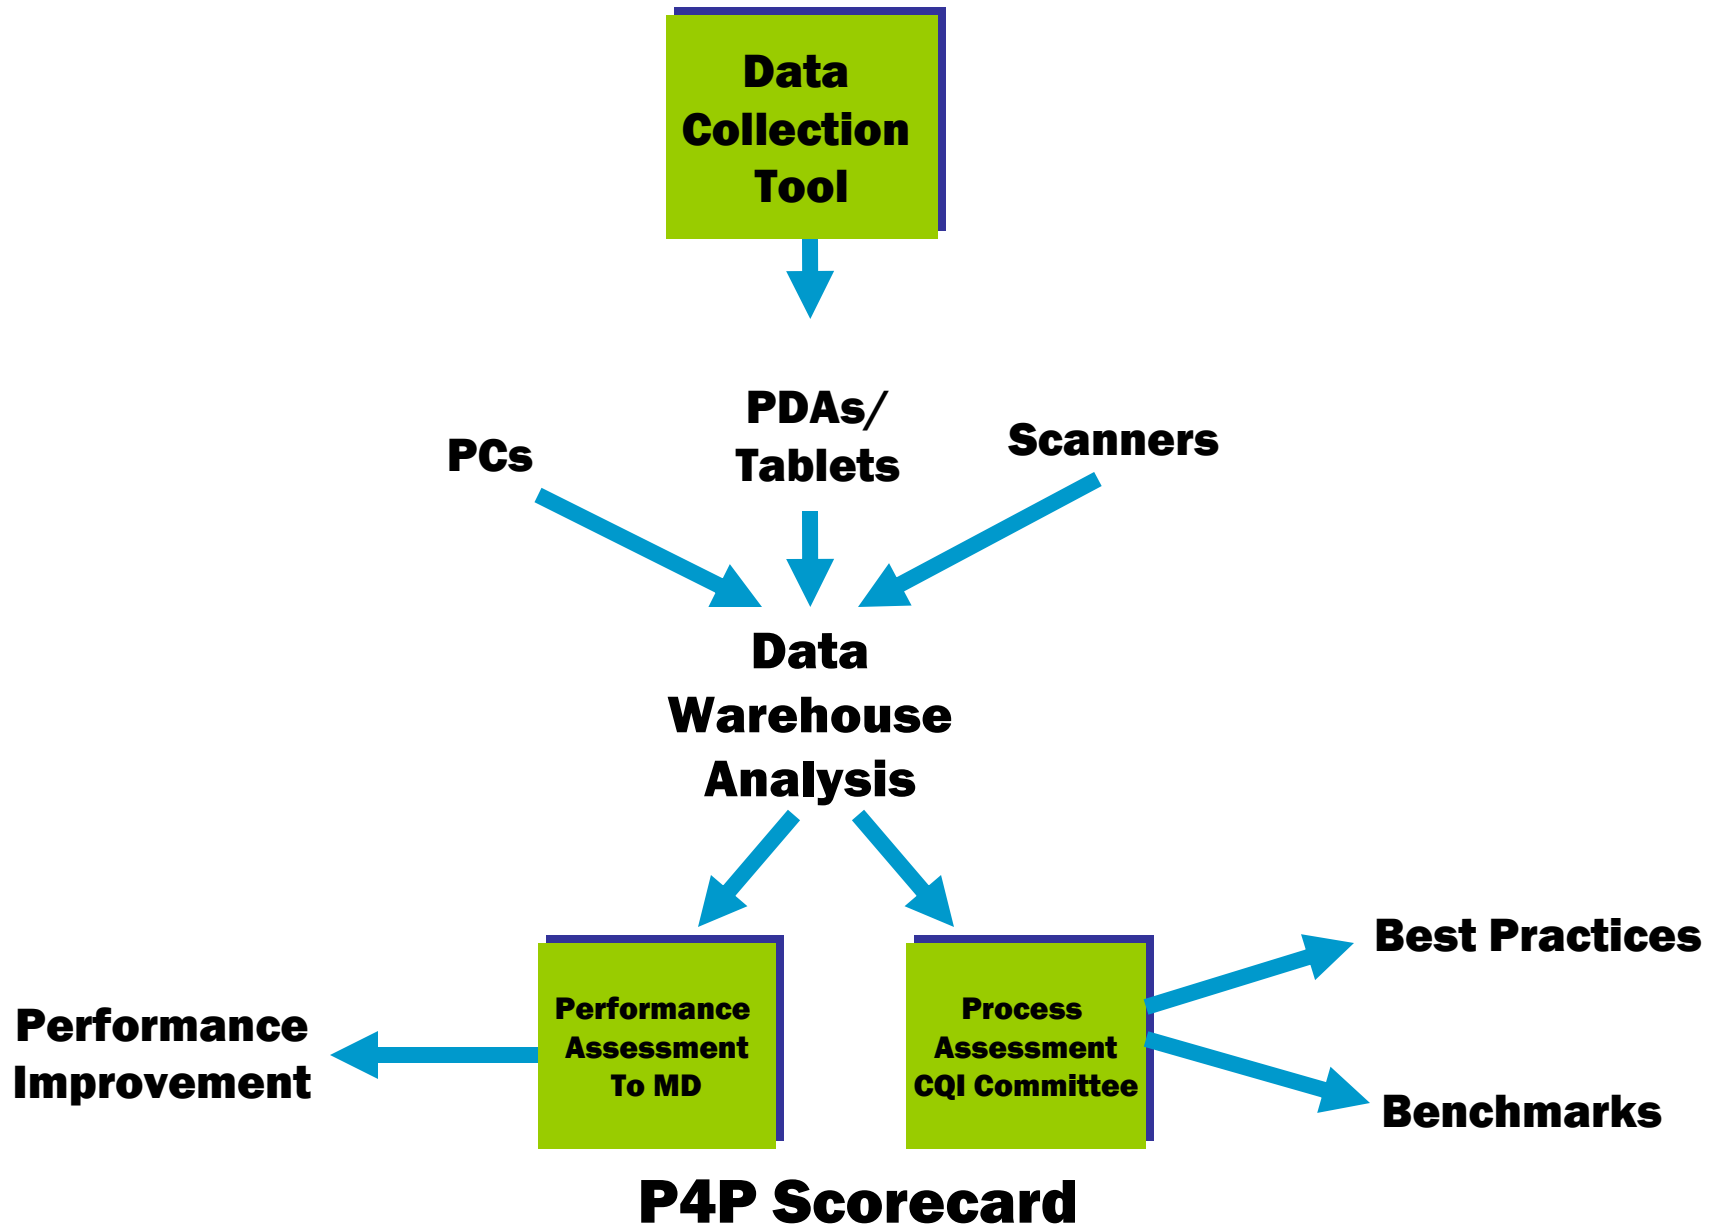 Data
Collection
Tool
PCs
PDAs/
Tablets
Scanners
Data
Warehouse
Analysis
Performance
Improvement
Performance
Assessment
To MD
Process
Assessment
CQI Committee
Best Practices
Benchmarks
P4P Scorecard